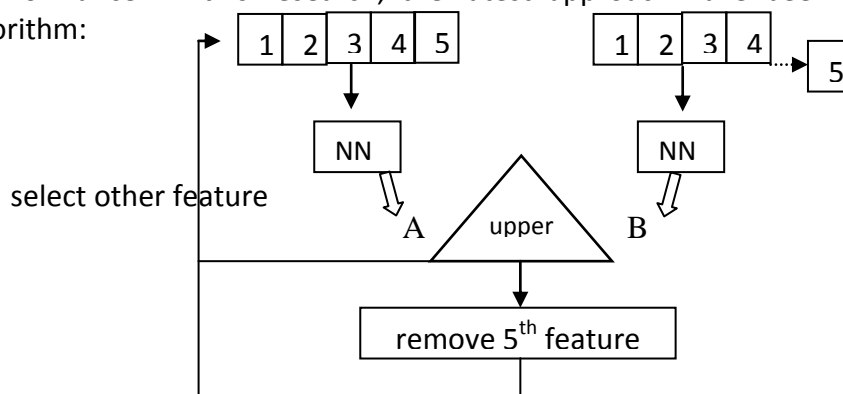 orithm:
1 2 3 4 5
1 2 3 4
5
NN
NN
select other feature
A
upper
B
remove 5th feature